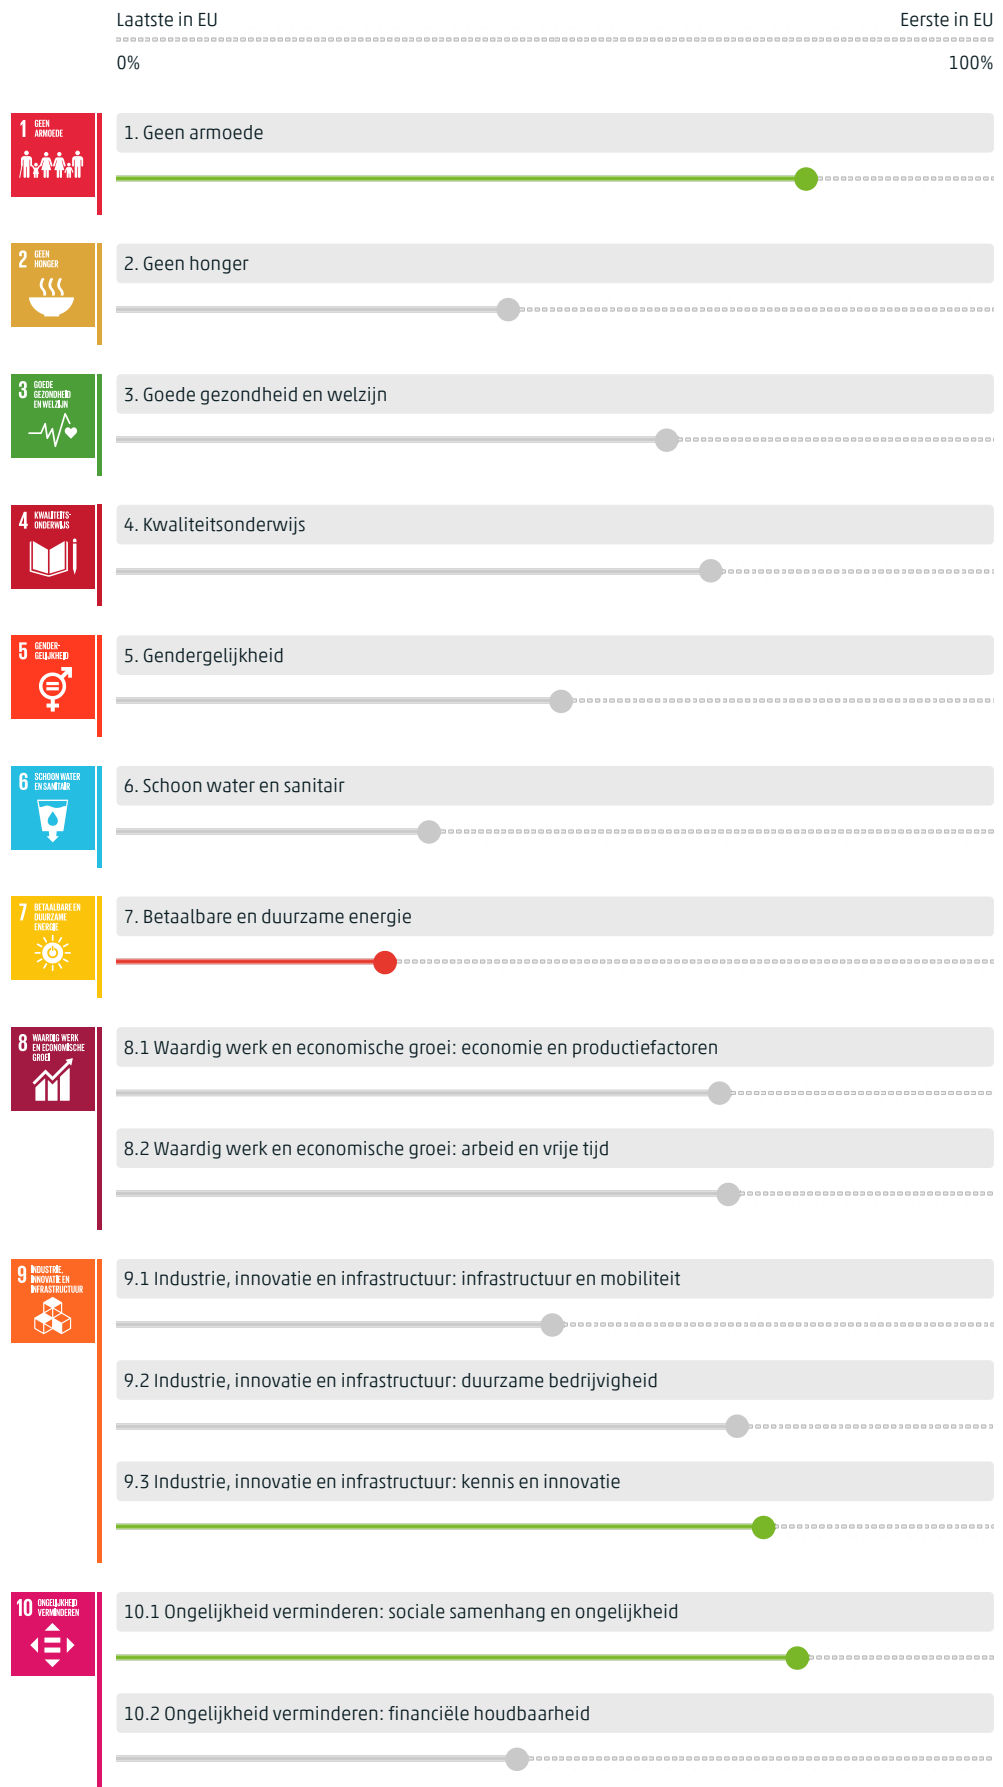 Laatste in EU
Eerste in EU
0%
100%
1 GEEN
ARMOEDE
1. Geen armoede
2 GEEN
HONGER
2. Geen honger
3 GOEDE
GEZONDHEID
EN WELZIJN
3. Goede gezondheid en welzijn
4 KWALITEITS-
ONDERWIJS
4. Kwaliteitsonderwijs
5 GENDER-
GELIJKHEID
5. Gendergelijkheid
6 SCHOON WATER
EN SANITAIR
6. Schoon water en sanitair
7 BETAALBARE EN
DUURZAME
ENERGIE
7. Betaalbare en duurzame energie
8 WAARDIG WERK
EN ECONOMISCHE
GROEI
8.1 Waardig werk en economische groei: economie en productiefactoren
8.2 Waardig werk en economische groei: arbeid en vrije tijd
9 INDUSTRIE,
INNOVATIE EN
INFRASTRUCTUUR
9.1 Industrie, innovatie en infrastructuur: infrastructuur en mobiliteit
9.2 Industrie, innovatie en infrastructuur: duurzame bedrijvigheid
9.3 Industrie, innovatie en infrastructuur: kennis en innovatie
10 ONGELIJKHEID
VERMINDEREN
10.1 Ongelijkheid verminderen: sociale samenhang en ongelijkheid
10.2 Ongelijkheid verminderen: financiële houdbaarheid